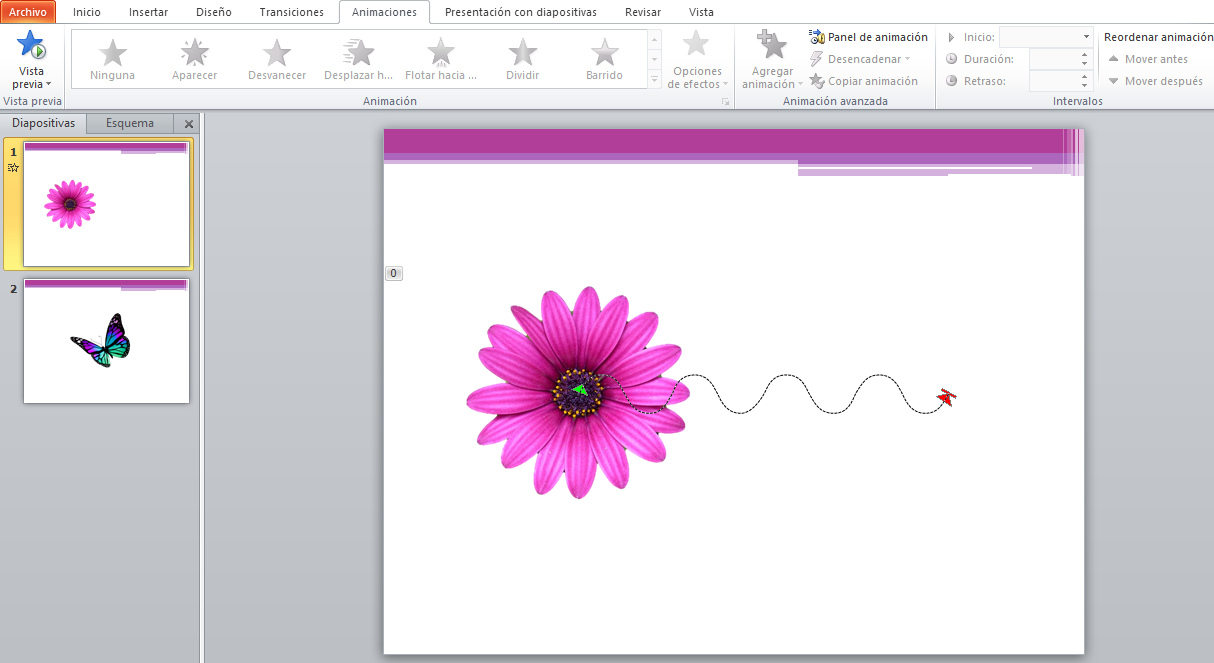 Archivo Inicio Insertar Diseño Transiciones Animaciones Presentación con diapositivas Revisar Vista
Vista previa
Vista previa
Ninguna Aparecer Desvanecer Desplazar h... Flotar hacia ... Dividir Barrido
Animación
Opciones de efectos
Agregar animación
Panel de animación
Desencadenar
Copiar animación
Animación avanzada
Inicio:
Duración:
Retraso:
Reordenar animación
Mover antes
Mover después
Intervalos
Diapositivas Esquema
1
2
0